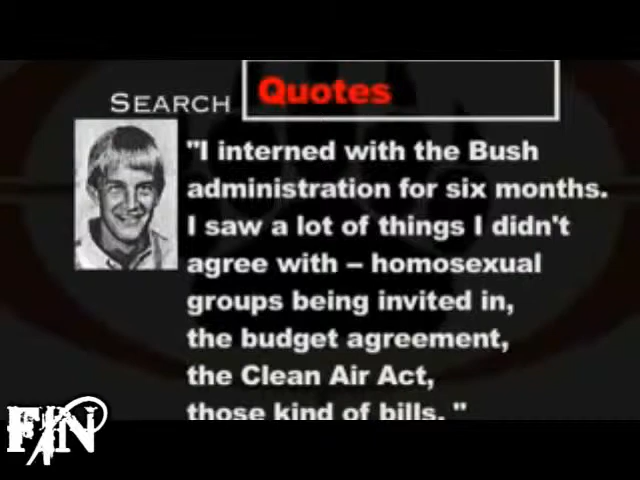 SEARCH
Quotes
"I interned with the Bush
administration for six months.
I saw a lot of things I didn't
agree with – homosexual
groups being invited in,
the budget agreement,
the Clean Air Act,
those kind of bills. "